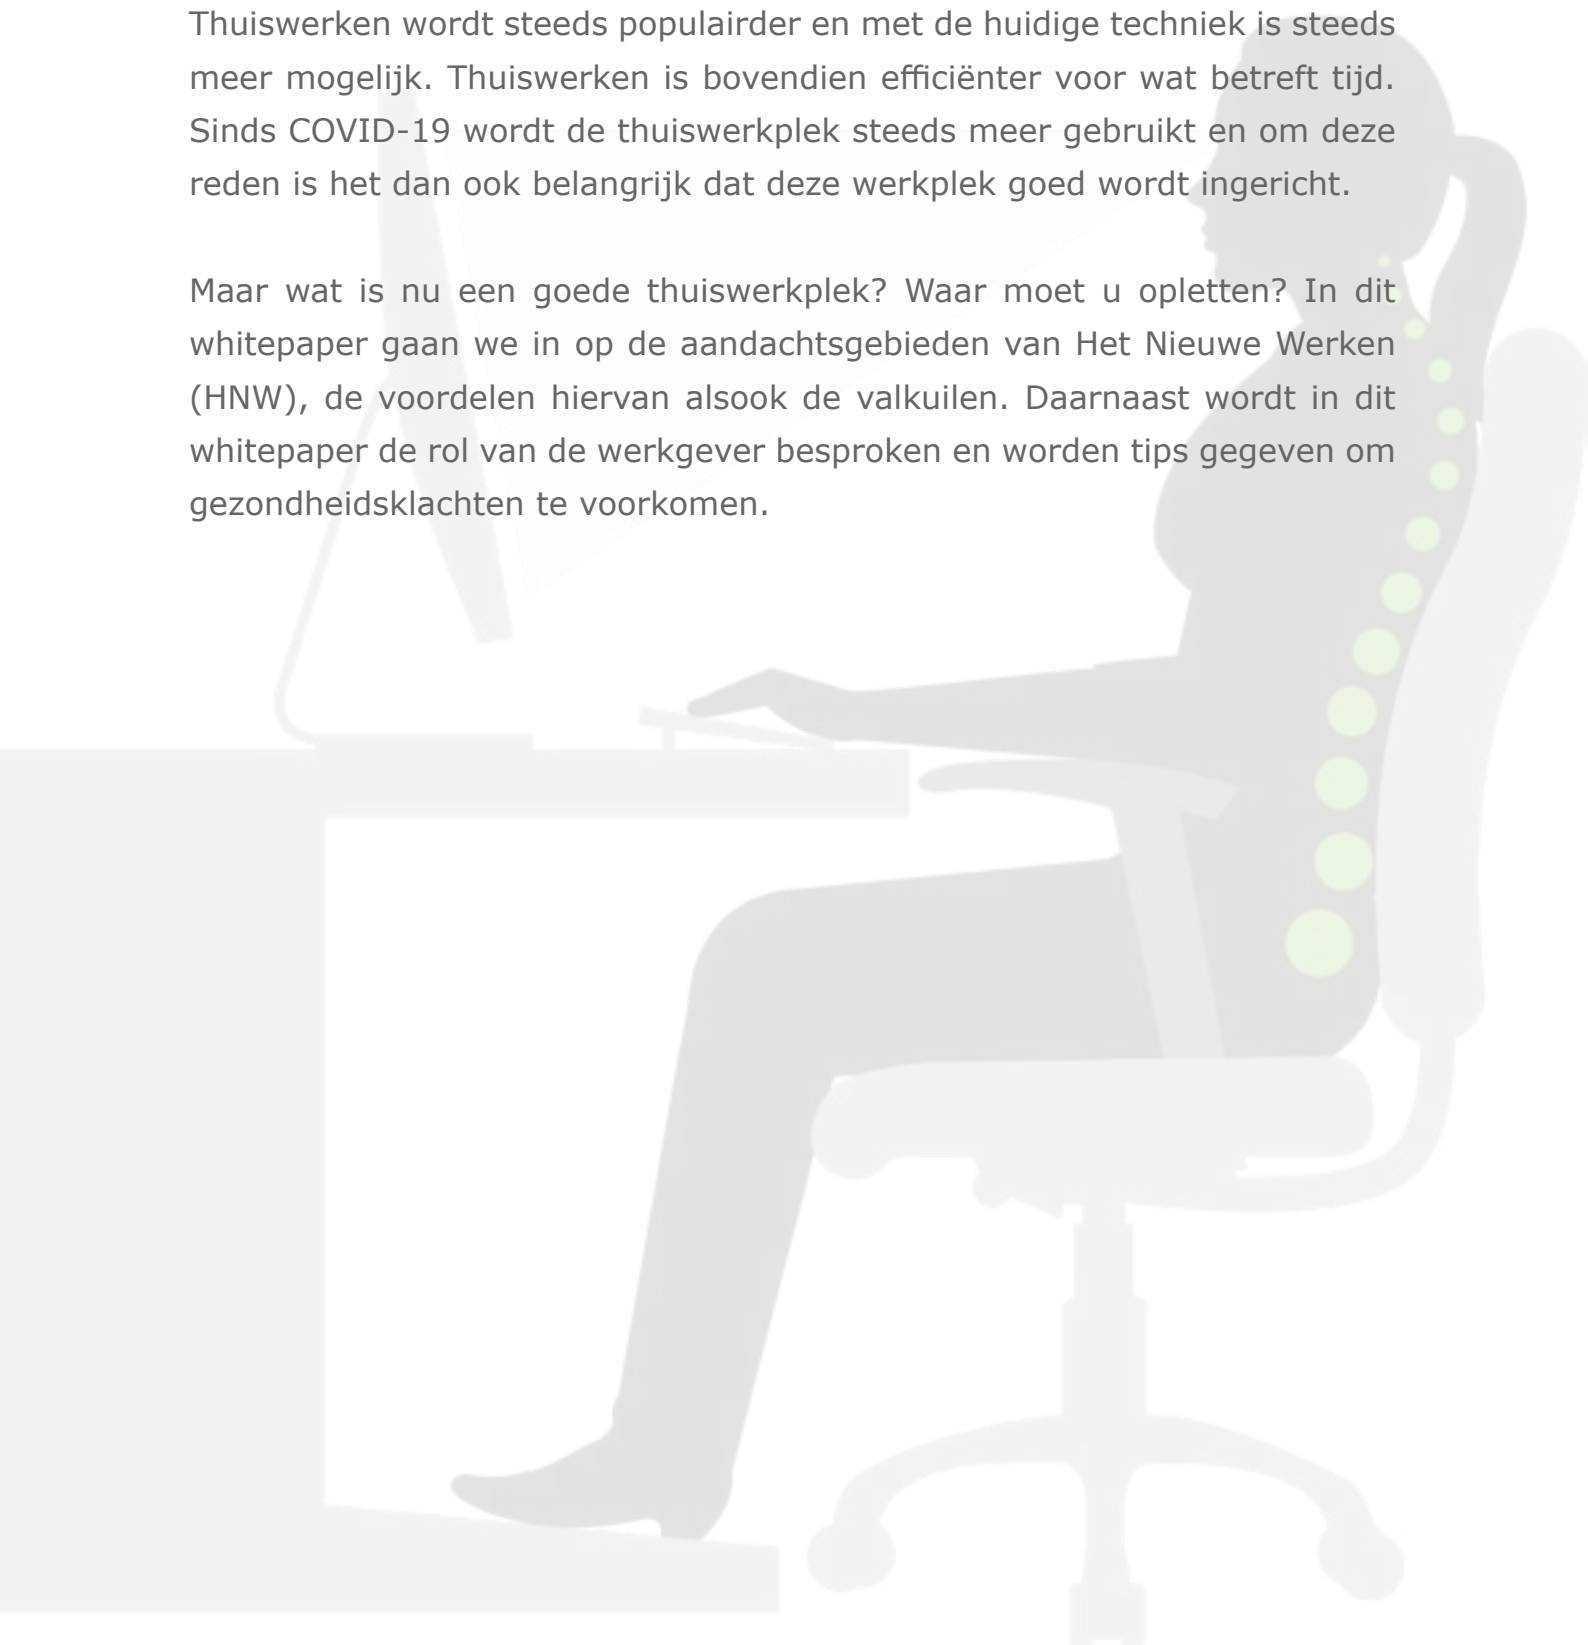 Thuiswerken wordt steeds populairder en met de huidige techniek is steeds
meer mogelijk. Thuiswerken is bovendien efficiënter voor wat betreft tijd.
Sinds COVID-19 wordt de thuiswerkplek steeds meer gebruikt en om deze
reden is het dan ook belangrijk dat deze werkplek goed wordt ingericht.
Maar wat is nu een goede thuiswerkplek? Waar moet u opletten? In dit
whitepaper gaan we in op de aandachtsgebieden van Het Nieuwe Werken
(HNW), de voordelen hiervan alsook de valkuilen. Daarnaast wordt in dit
whitepaper de rol van de werkgever besproken en worden tips gegeven om
gezondheidsklachten te voorkomen.